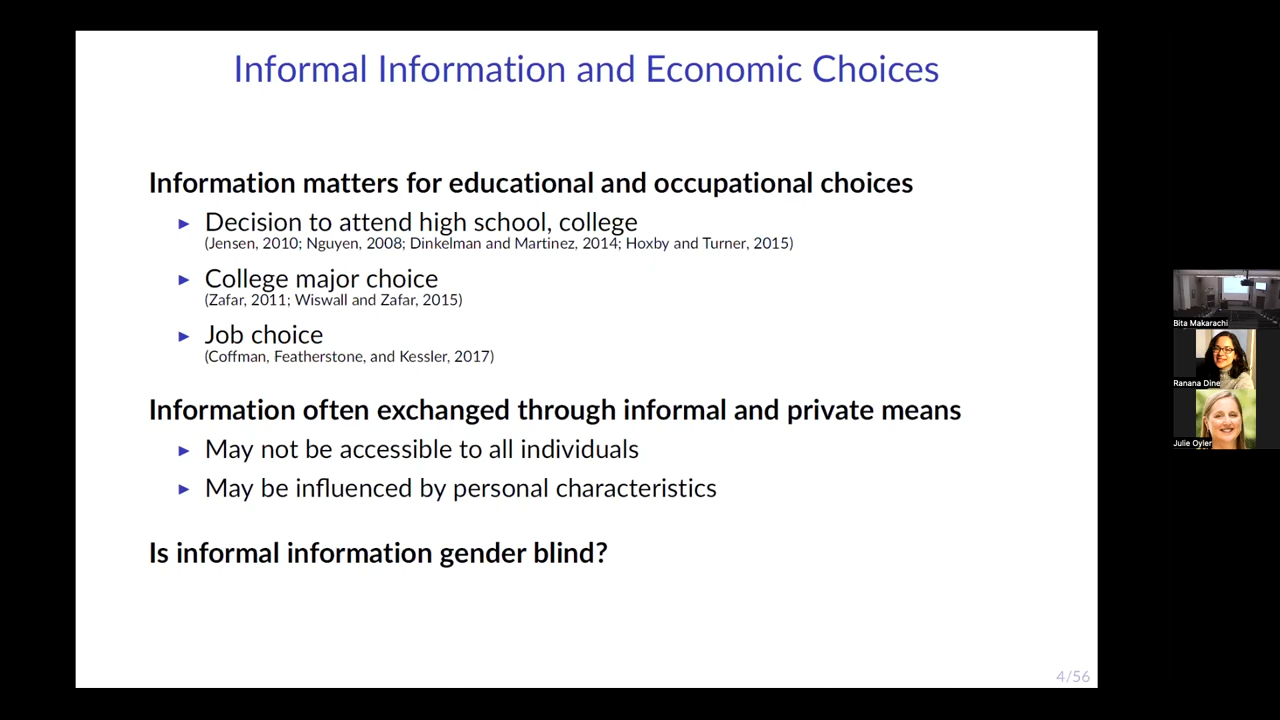 Informal Information and Economic Choices
Information matters for educational and occupational choices
► Decision to attend high school, college
(Jensen, 2010; Nguyen, 2008; Dinkelman and Martinez, 2014; Hoxby and Turner, 2015)
► College major choice
(Zafar, 2011; Wiswall and Zafar, 2015)
► Job choice
(Coffman, Featherstone, and Kessler, 2017)
Information often exchanged through informal and private means
► May not be accessible to all individuals
► May be influenced by personal characteristics
Is informal information gender blind?
4/56
Bita Makarachi
Ranana Dine
Julie Oyler